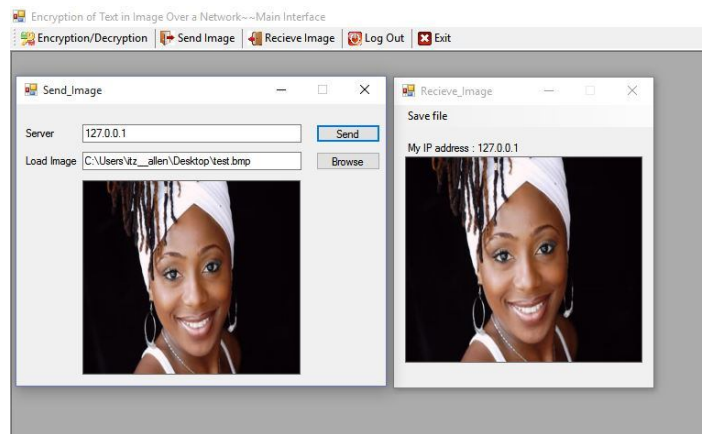 Encryption of Text in Image Over a Network~~Main Interface
Encryption/Decryption Send Image Recieve Image Log Out Exit
Send_Image
Server 127.0.0.1 Send
Load Image C:\Users\itz__allen\Desktop\test.bmp Browse
Recieve_Image
Save file
My IP address : 127.0.0.1